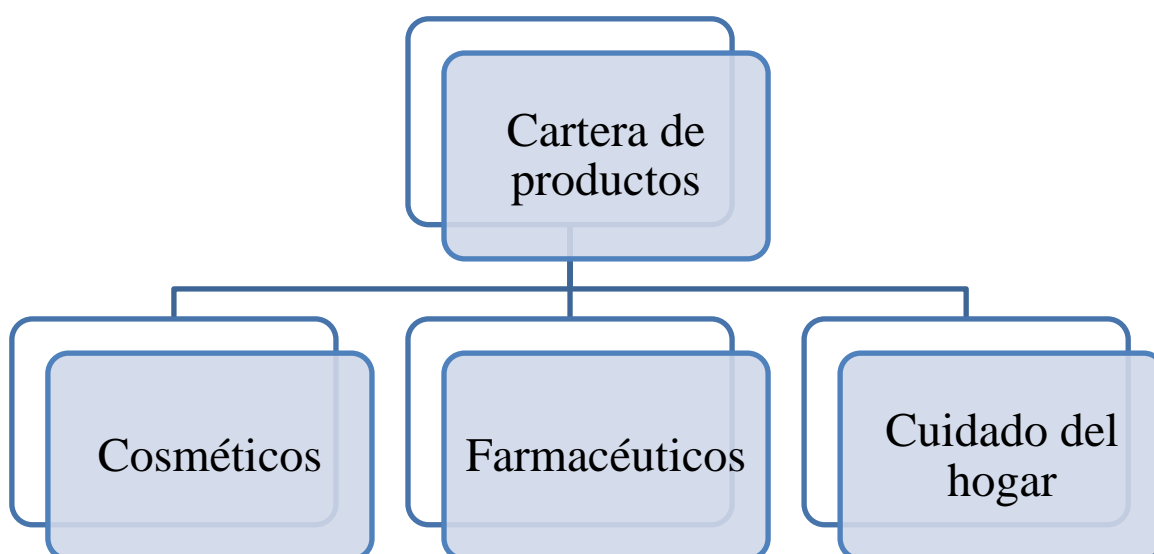 Cartera de
productos
Cosméticos
Farmacéuticos
Cuidado del
hogar